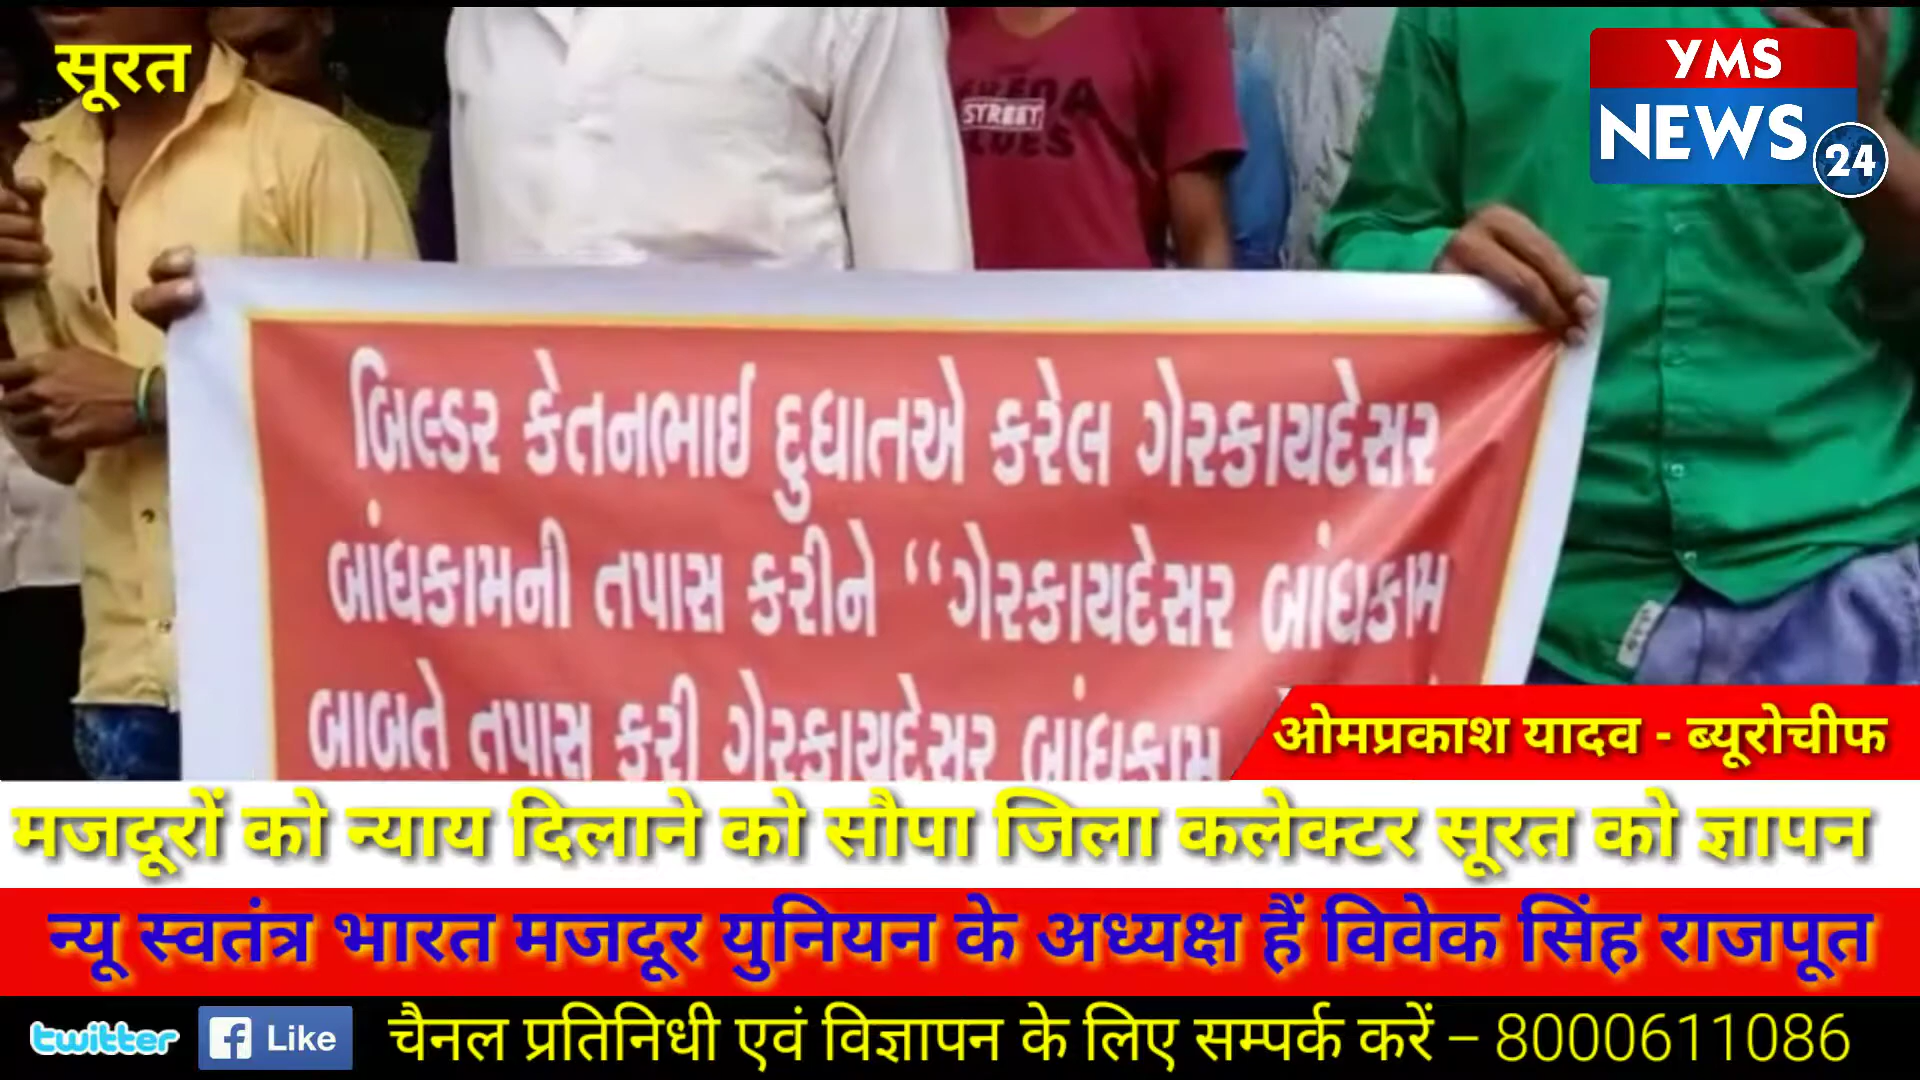 सूरत
YMS
NEWS
24
STREET
બિલ્ડર કેતનભાઈ દુધાતએ કરેલ ગેરકાયદેસર
બાંધકામની તપાસ કરીને “ગેરકાયદેસર બાંધકામ
બાબતે તપાસ કરી ગેરકાયદેસર બાંધકામ
ओमप्रकाश यादव - ब्यूरोचीफ
मजदूरों को न्याय दिलाने को सौपा जिला कलेक्टर सूरत को ज्ञापन
न्यू स्वतंत्र भारत मजदूर युनियन के अध्यक्ष हैं विवेक सिंह राजपूत
twitter f Like चैनल प्रतिनिधी एवं विज्ञापन के लिए सम्पर्क करें – 8000611086